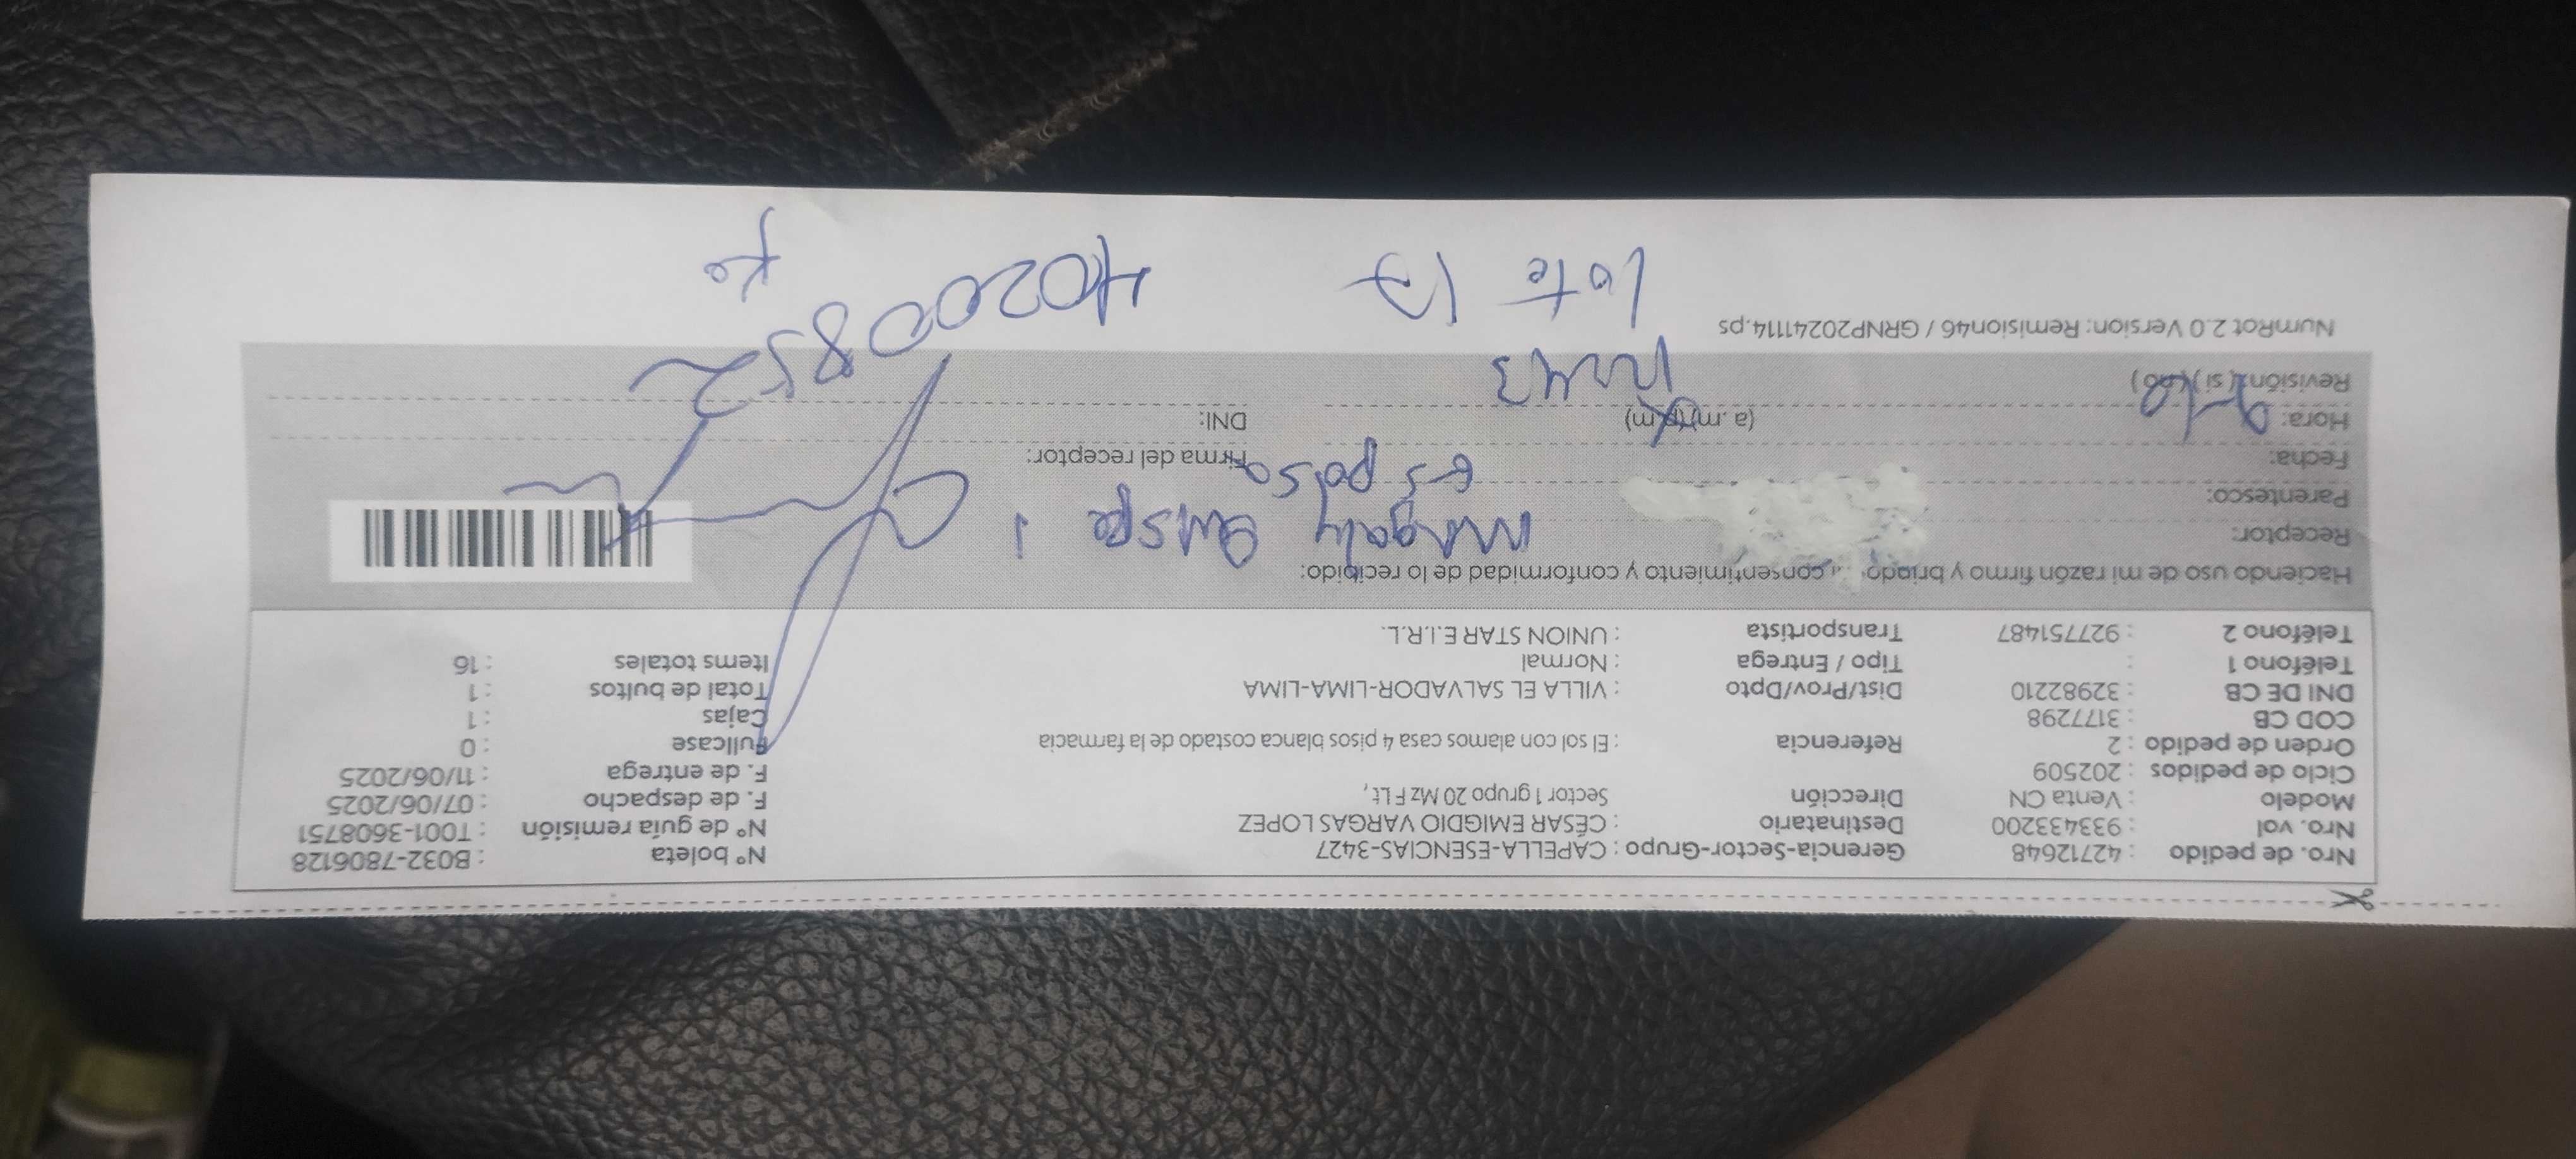 Nro. de pedido : 42712648 Gerencia-Sector-Grupo : CAPELLA-ESENCIAS-3427 N° boleta : B032-7806128
Nro. vol : 933433200 Destinatario : CÉSAR EMIGDIO VARGAS LOPEZ N° de guía remisión : T001-3608751
Modelo : Venta CN Dirección Sector 1 grupo 20 Mz F Lt , F. de despacho : 07/06/2025
Ciclo de pedidos : 202509 F. de entrega : 11/06/2025
Orden de pedido : 2 Referencia : El sol con alamos casa 4 pisos blanca costado de la farmacia Fullcase : 0
COD CB : 3177298 Cajas : 1
DNI DE CB : 32982210 Dist/Prov/Dpto : VILLA EL SALVADOR-LIMA-LIMA Total de bultos : 1
Teléfono 1 : Tipo / Entrega : Normal Items totales : 16
Teléfono 2 : 927751487 Transportista : UNION STAR E.I.R.L.
Haciendo uso de mi razón firmo y brindo consentimiento y conformidad de lo recibido:
Receptor: Magaly Quispe
Parentesco: esposa
Fecha: Firma del receptor:
Hora: (a. m) (p. m) DNI: 40200852
Revisión ( si ) ( no )
NumRot 2.0 Version: Remision46 / GRNP20241114.ps
Lote